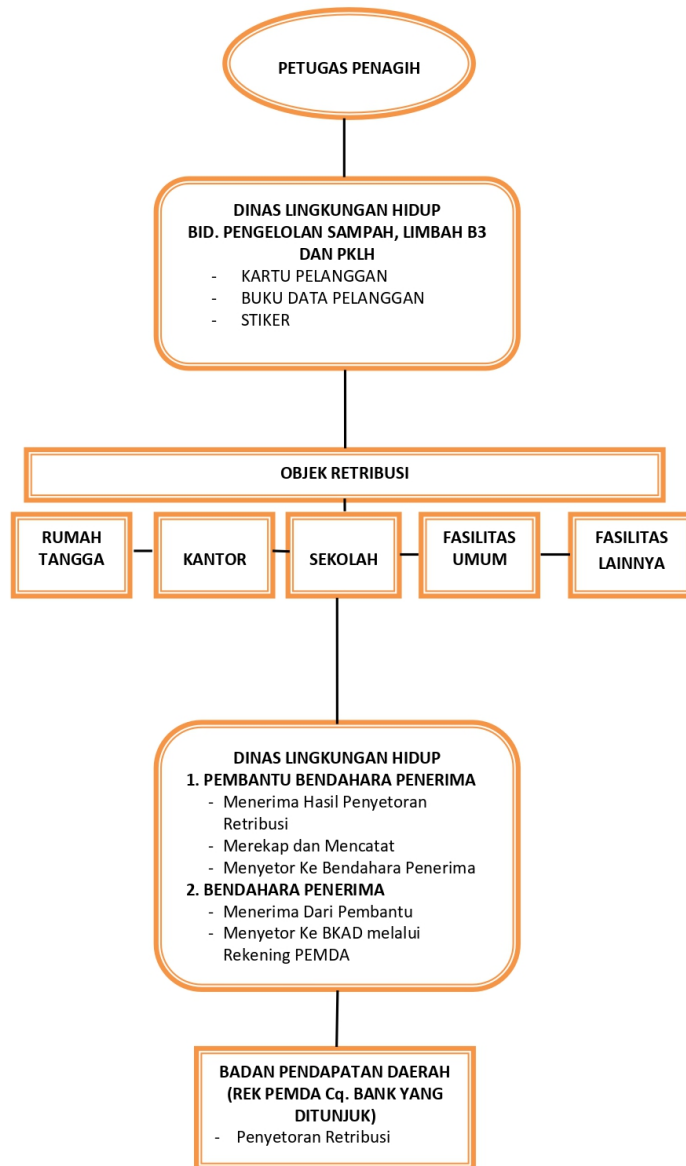 PETUGAS PENAGIH
DINAS LINGKUNGAN HIDUP
BID. PENGELOLAN SAMPAH, LIMBAH B3
DAN PKLH
- KARTU PELANGGAN
- BUKU DATA PELANGGAN
- STIKER
OBJEK RETRIBUSI
RUMAH
TANGGA
KANTOR
SEKOLAH
FASILITAS
UMUM
FASILITAS
LAINNYA
DINAS LINGKUNGAN HIDUP
1. PEMBANTU BENDAHARA PENERIMA
- Menerima Hasil Penyetoran
Retribusi
- Merekap dan Mencatat
- Menyetor Ke Bendahara Penerima
2. BENDAHARA PENERIMA
- Menerima Dari Pembantu
- Menyetor Ke BKAD melalui
Rekening PEMDA
BADAN PENDAPATAN DAERAH
(REK PEMDA Cq. BANK YANG
DITUNJUK)
- Penyetoran Retribusi